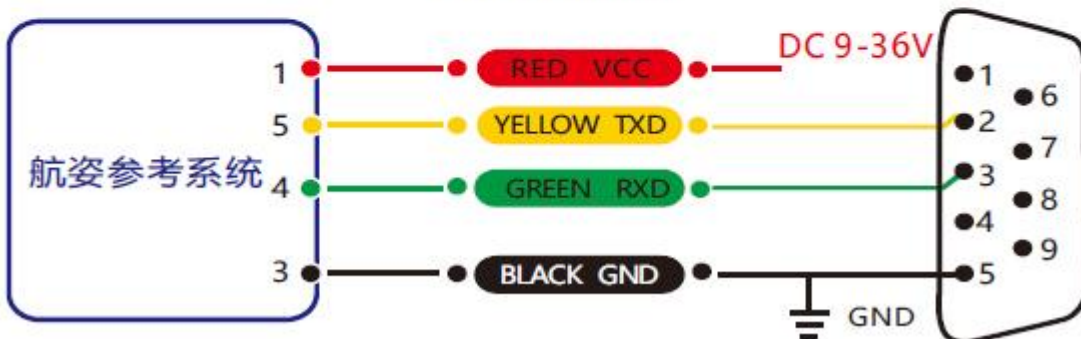 DC 9-36V
1 RED VCC 1
6
5 YELLOW TXD 2
7
航姿参考系统 4 GREEN RXD 3
8
4
9
3 BLACK GND 5
GND